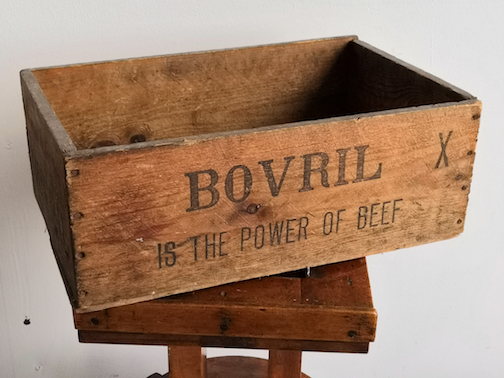 BOVRIL X
IS THE POWER OF BEEF